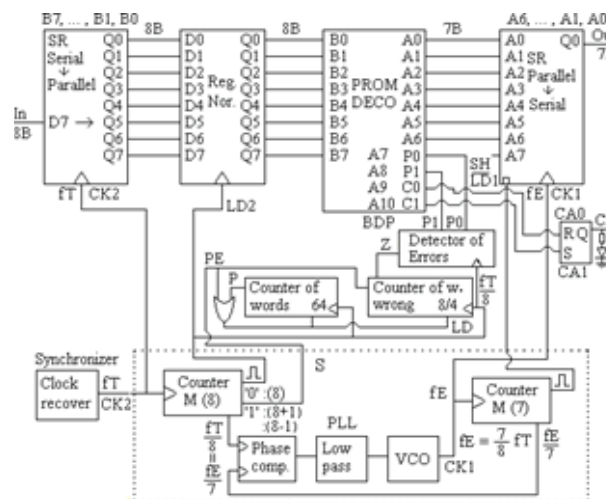 B7, ... , B1, B0
8B
8B
7B
A6, ... , A1, A0
SR
Serial
Parallel
D7
In
8B
Q0
Q1
Q2
Q3
Q4
Q5
Q6
Q7
D0
D1
D2
D3
D4
D5
D6
D7
Reg.
Nor.
Q0
Q1
Q2
Q3
Q4
Q5
Q6
Q7
B0
B1
B2
B3
B4
B5
B6
B7
PROM
DECO
A0
A1
A2
A3
A4
A5
A6
A7 P0
A8 P1
A9 C0
A10 C1
A0
A1
A2
A3
A4
A5
A6
A7
Q0
SR
Parallel
Serial
SH
LD1
fT
CK2
LD2
BDP
P1 P0
fE
CK1
CA0
R Q
S
CA1
Z
Detector of
Errors
PE
P
Counter of
words 64
Counter of w.
wrong 8/4
fT
8
LD
Synchronizer
Clock
recover
fT
CK2
Counter
M (8)
'0' :(8)
'1' :(8+1)
:(8-1)
S
fT
8
=
fE
7
Phase
comp.
PLL
Low
pass
VCO
fE
CK1
Counter
M (7)
fE = 7/8 fT
fE
7